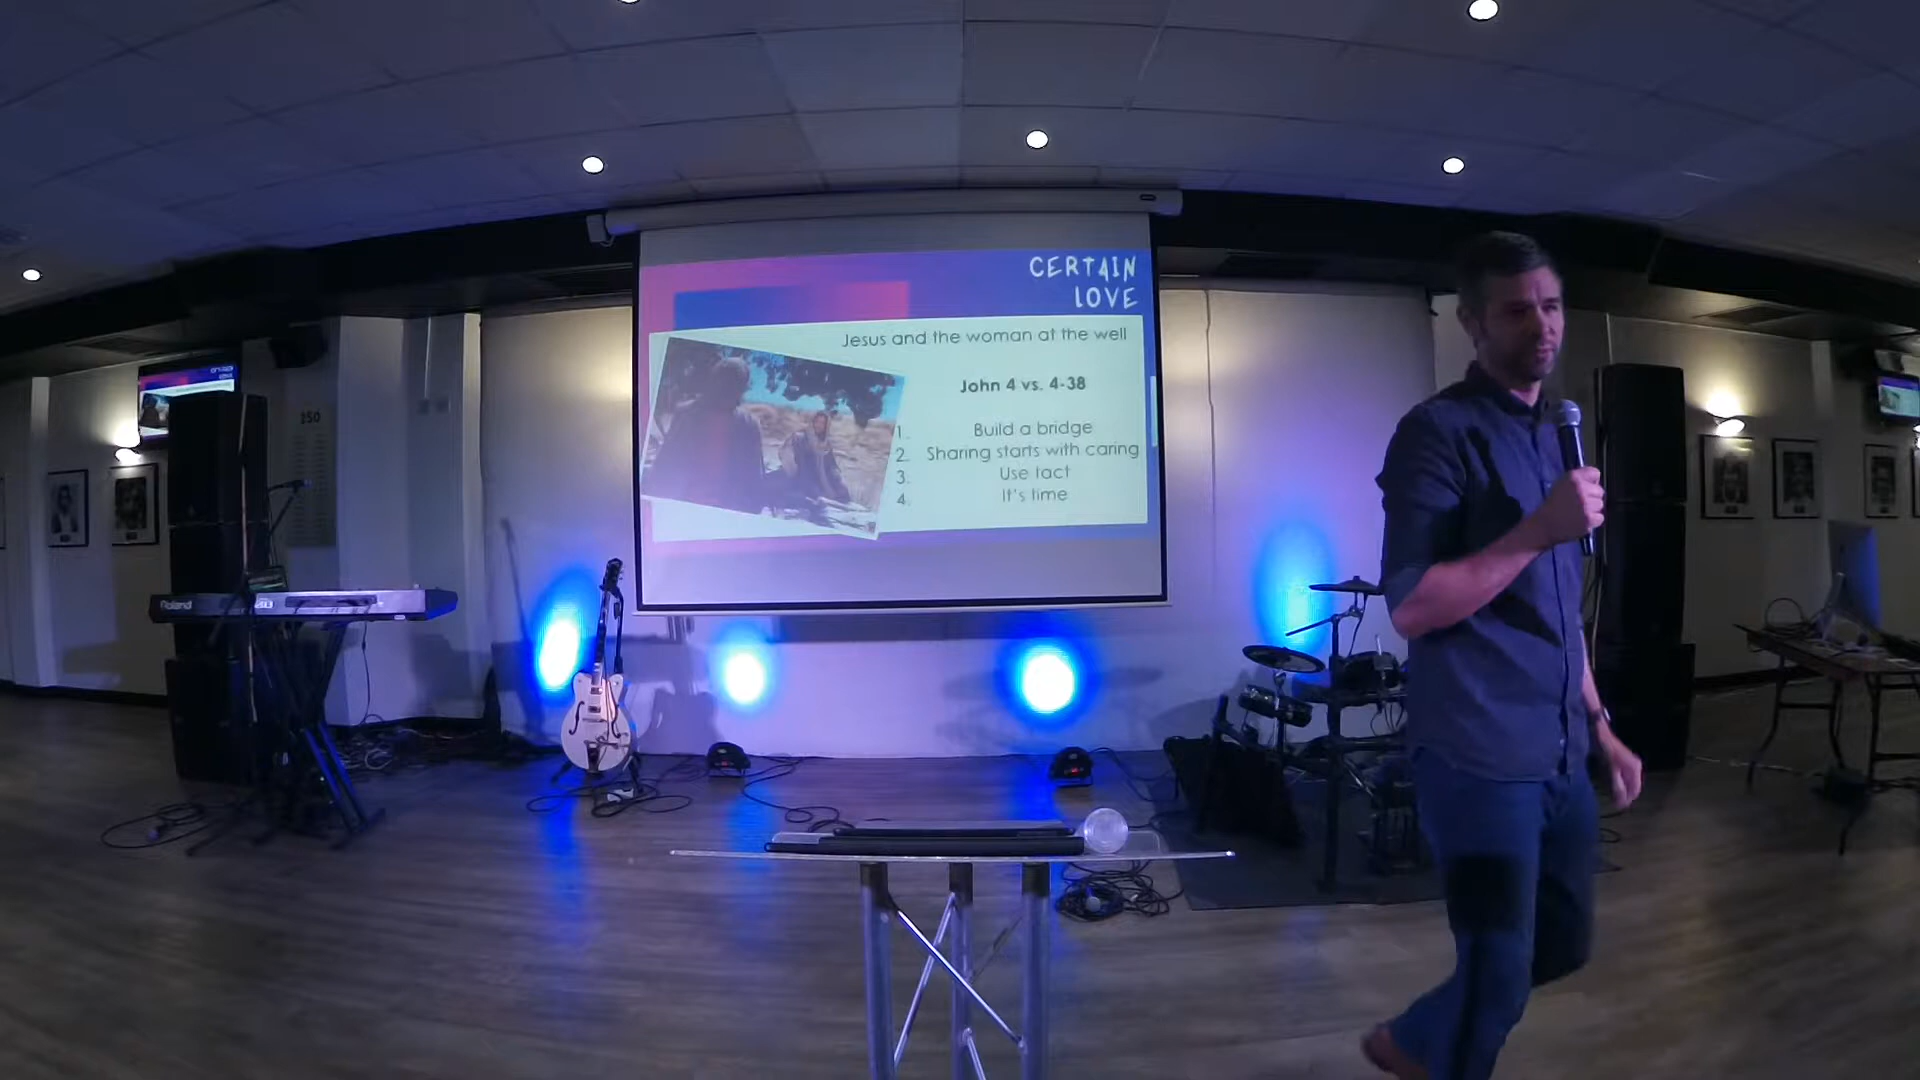 CERTAIN
LOVE
Jesus and the woman at the well
John 4 vs. 4-38
1. Build a bridge
2. Sharing starts with caring
3. Use tact
4. It's time
Roland
150